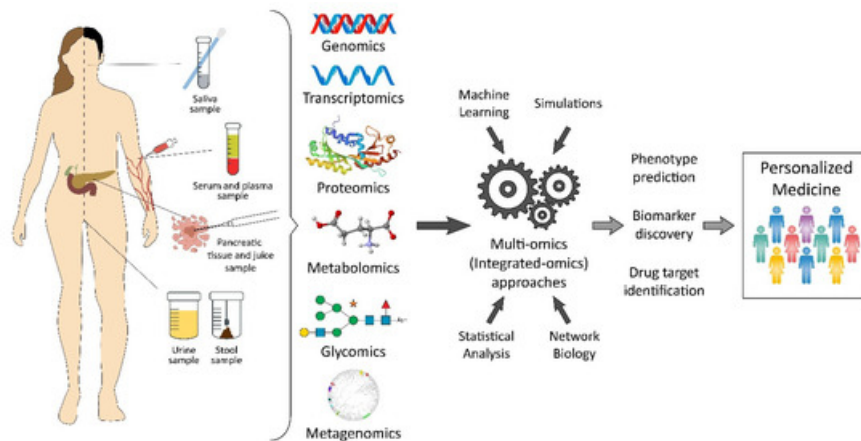 Saliva
sample
Serum and plasma
sample
Pancreatic
tissue and juice
sample
Urine
sample
Stool
sample
Genomics
Transcriptomics
Proteomics
Metabolomics
Glycomics
Metagenomics
Machine
Learning
Simulations
Multi-omics
(Integrated-omics)
approaches
Statistical
Analysis
Network
Biology
Phenotype
prediction
Biomarker
discovery
Drug target
identification
Personalized
Medicine